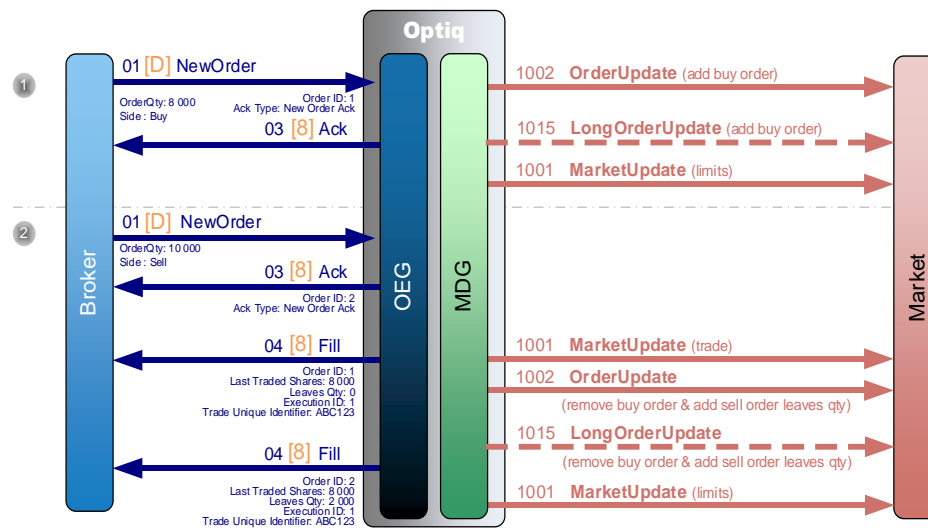 Optiq
1
01 [D] NewOrder
OrderQty: 8 000
Side : Buy
Order ID: 1
Ack Type: New Order Ack
03 [8] Ack
1002 OrderUpdate (add buy order)
1015 LongOrderUpdate (add buy order)
1001 MarketUpdate (limits)
2
01 [D] NewOrder
OrderQty: 10 000
Side : Sell
03 [8] Ack
Order ID: 2
Ack Type: New Order Ack
04 [8] Fill
Order ID: 1
Last Traded Shares: 8 000
Leaves Qty: 0
Execution ID: 1
Trade Unique Identifier: ABC123
04 [8] Fill
Order ID: 2
Last Traded Shares: 8000
Leaves Qty: 2 000
Execution ID: 1
Trade Unique Identifier: ABC123
1001 MarketUpdate (trade)
1002 OrderUpdate
(remove buy order & add sell order leaves qty)
1015 LongOrderUpdate
(remove buy order & add sell order leaves qty)
1001 MarketUpdate (limits)
Broker
OEG
MDG
Market